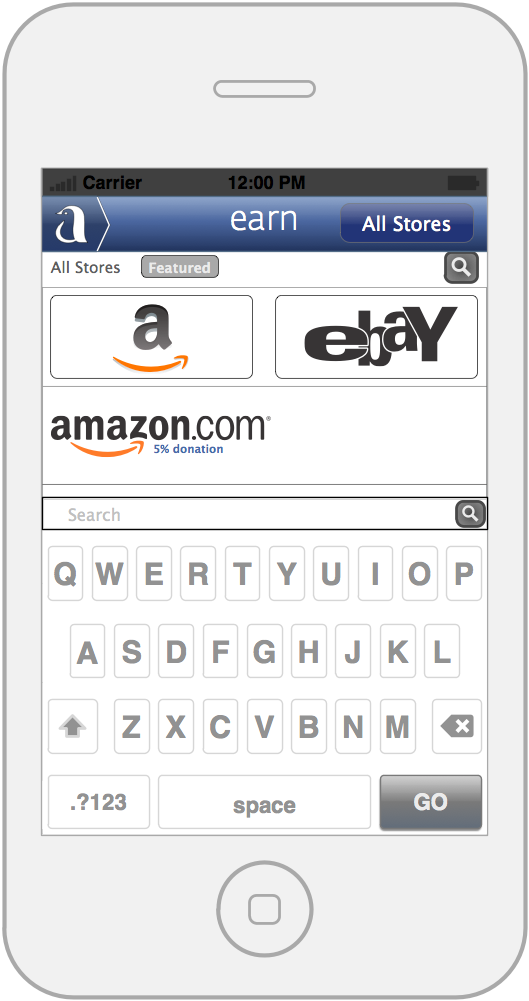 Carrier 12:00 PM
a earn All Stores
All Stores Featured
a ebaY
amazon.com®
5% donation
Search
Q W E R T Y U I O P
A S D F G H J K L
Z X C V B N M
.?123 space GO